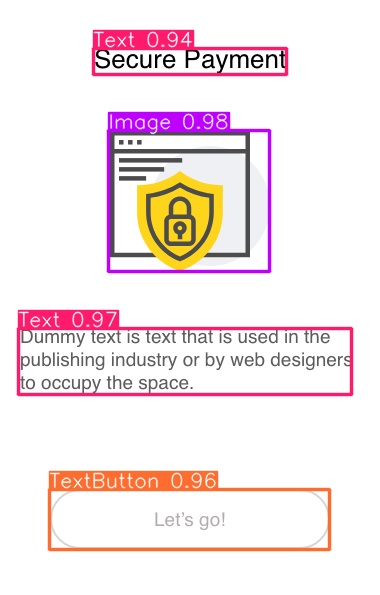 Text 0.94
Secure Payment
Image 0.98
Text 0.97
Dummy text is text that is used in the
publishing industry or by web designers
to occupy the space.
TextButton 0.96
Let's go!